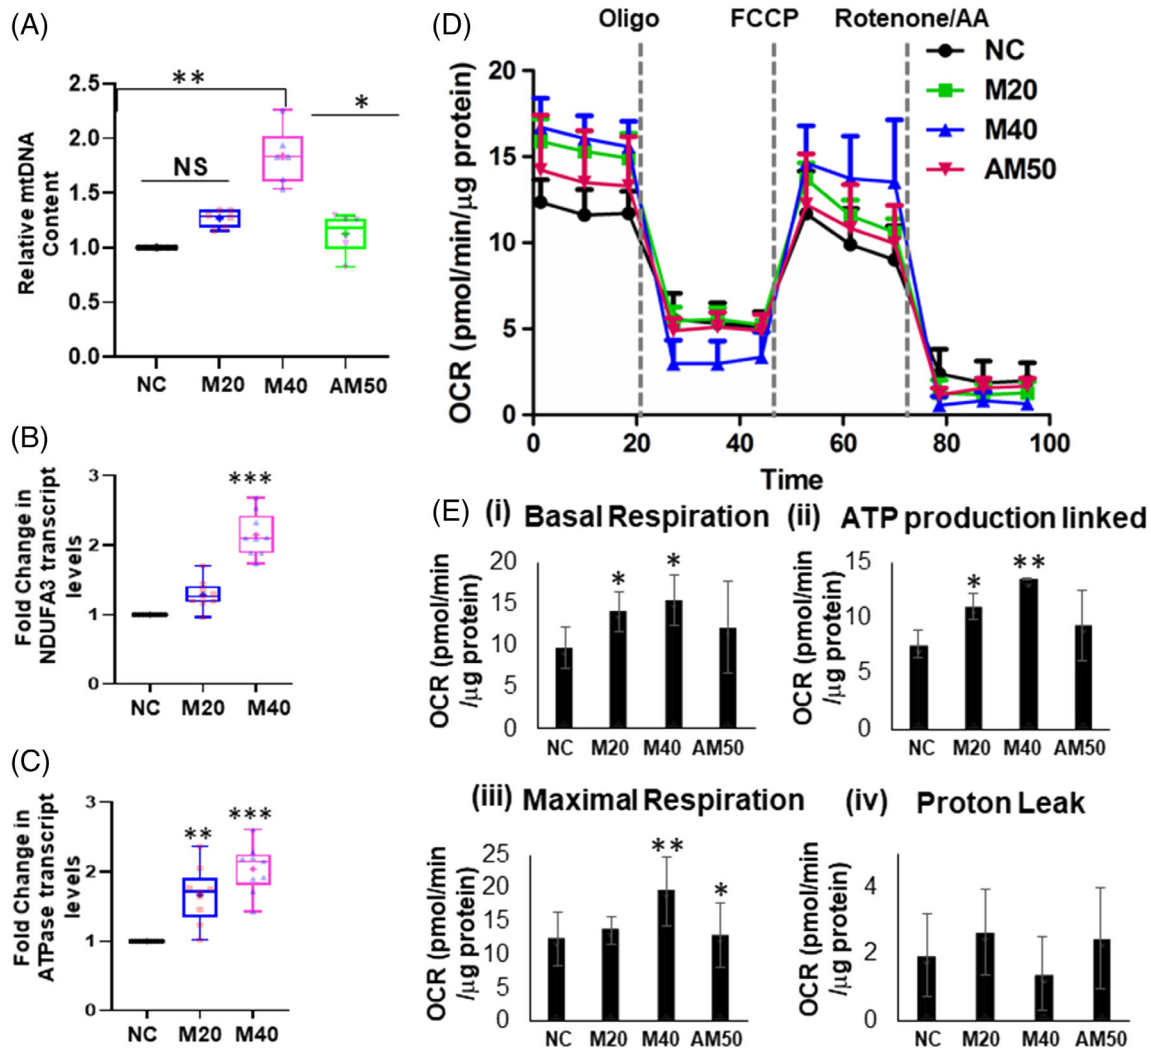 (A)
**
*
NS
2.5
2.0
1.5
1.0
0.5
0.0
Relative mtDNA
Content
NC M20 M40 AM50
(B)
***
3
2
1
0
Fold Change in
NDUFA3 transcript
levels
NC M20 M40
(C)
***
**
3
2
1
0
Fold Change in
ATPase transcript
levels
NC M20 M40
(D)
Oligo FCCP Rotenone/AA
NC
M20
M40
AM50
20
15
10
5
0
OCR (pmol/min/µg protein)
0 20 40 60 80 100
Time
(E) (i) Basal Respiration
* *
20
15
10
5
0
OCR (pmol/min
/µg protein)
NC M20 M40 AM50
(ii) ATP production linked
* **
15
10
5
0
OCR (pmol/min
/µg protein)
NC M20 M40 AM50
(iii) Maximal Respiration
** *
25
20
15
10
5
0
OCR (pmol/min
/µg protein)
NC M20 M40 AM50
(iv) Proton Leak
4
2
0
OCR (pmol/min
/µg protein)
NC M20 M40 AM50